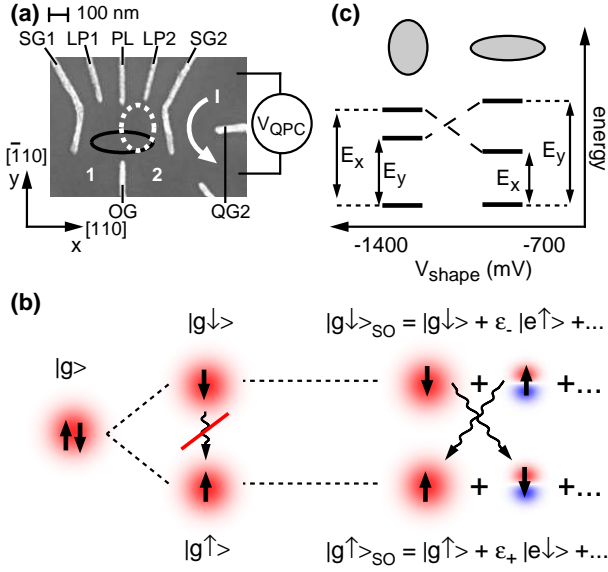 (a)
100 nm
SG1 LP1 PL LP2 SG2
I
V_QPC
[1̄10]
y
1 2
x [110]
OG QG2
(c)
energy
E_x
E_y
E_x
E_y
-1400 -700
V_shape (mV)
(b)
|g>
|g↓>
|g↓>_SO = |g↓> + ε_- |e↑> +...
+ +...
+ +...
|g↑>
|g↑>_SO = |g↑> + ε_+ |e↓> +...